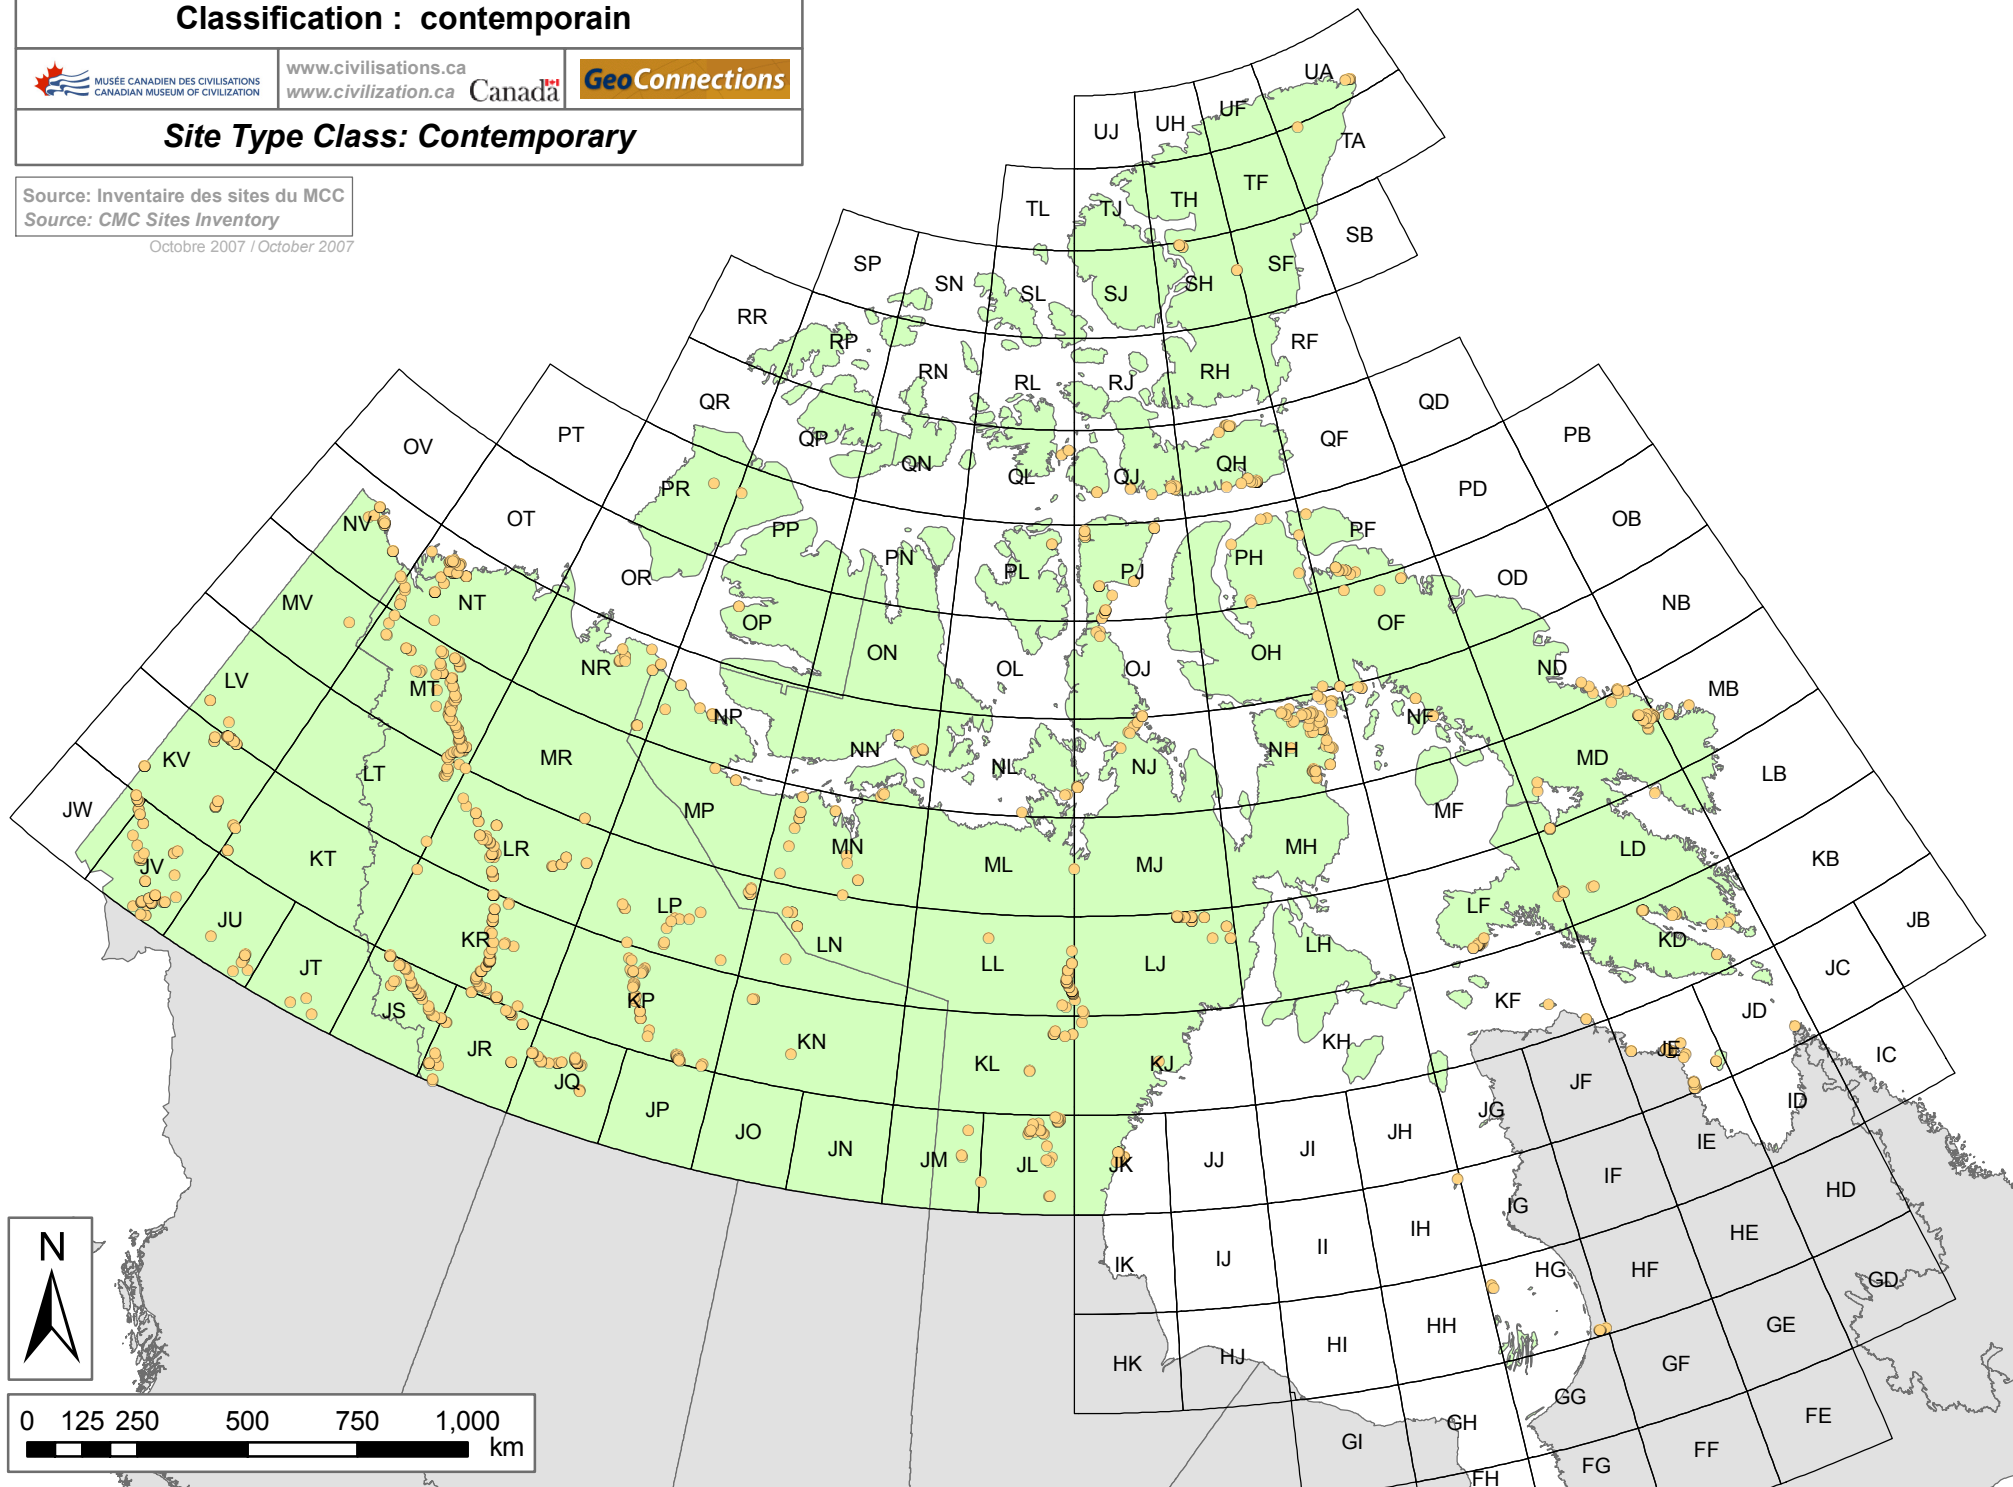 Classification : contemporain
MUSÉE CANADIEN DES CIVILISATIONS
CANADIAN MUSEUM OF CIVILIZATION
www.civilisations.ca
www.civilization.ca
Canada
GeoConnections
Site Type Class: Contemporary
Source: Inventaire des sites du MCC
Source: CMC Sites Inventory
Octobre 2007 / October 2007
UA
UF
UH
UJ
TA
TF
TH
TJ
TL
SB
SF
SH
SJ
SL
SN
SP
RR
RP
RN
RL
RJ
RH
RF
QR
QP
QN
QL
QJ
QH
QF
QD
OV
PT
PR
PP
PN
PL
PJ
PH
PF
PD
PB
NV
OT
OR
OP
ON
OL
OJ
OH
OF
OD
OB
MV
NT
NR
NP
NN
NL
NJ
NH
NF
ND
NB
LV
MT
MR
MP
MN
ML
MJ
MH
MF
MD
MB
KV
LT
LR
LP
LN
LL
LJ
LH
LF
LD
LB
JW
JV
KT
KR
KP
KN
KL
KJ
KH
KF
KD
KB
JU
JT
JS
JR
JQ
JP
JO
JN
JM
JL
JK
JJ
JI
JH
JG
JF
JE
JD
JC
JB
IK
IJ
II
IH
IG
IF
IE
ID
IC
HK
HJ
HI
HH
HG
HF
HE
HD
GI
GH
GG
GF
GE
GD
FH
FG
FF
FE
N
0 125 250 500 750 1,000
km